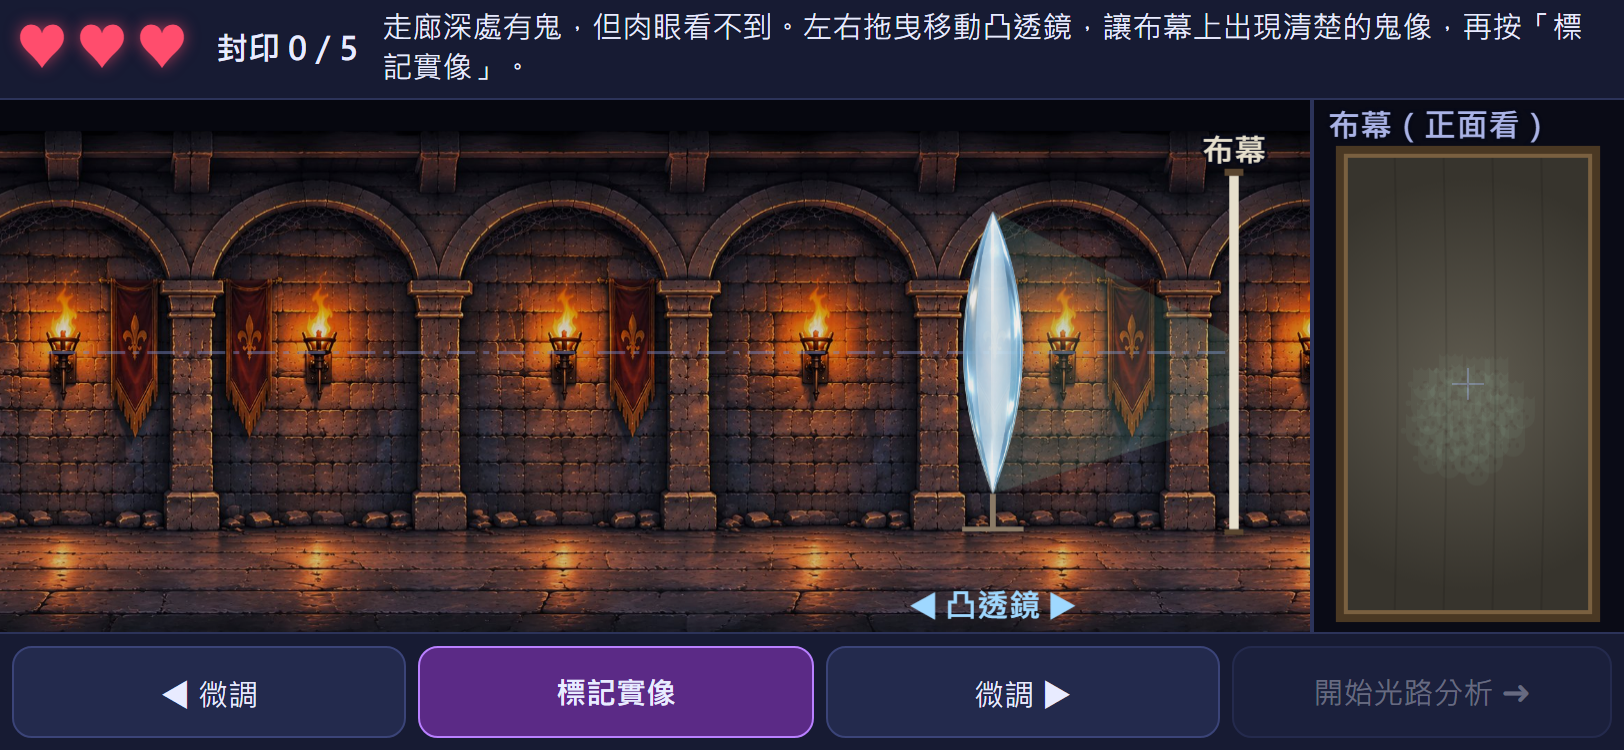 封印 0 / 5
走廊深處有鬼，但肉眼看不到。左右拖曳移動凸透鏡，讓布幕上出現清楚的鬼像，再按「標
記實像」。
布幕
布幕（正面看）
◀ 凸透鏡 ▶
◀ 微調
標記實像
微調 ▶
開始光路分析 ➜